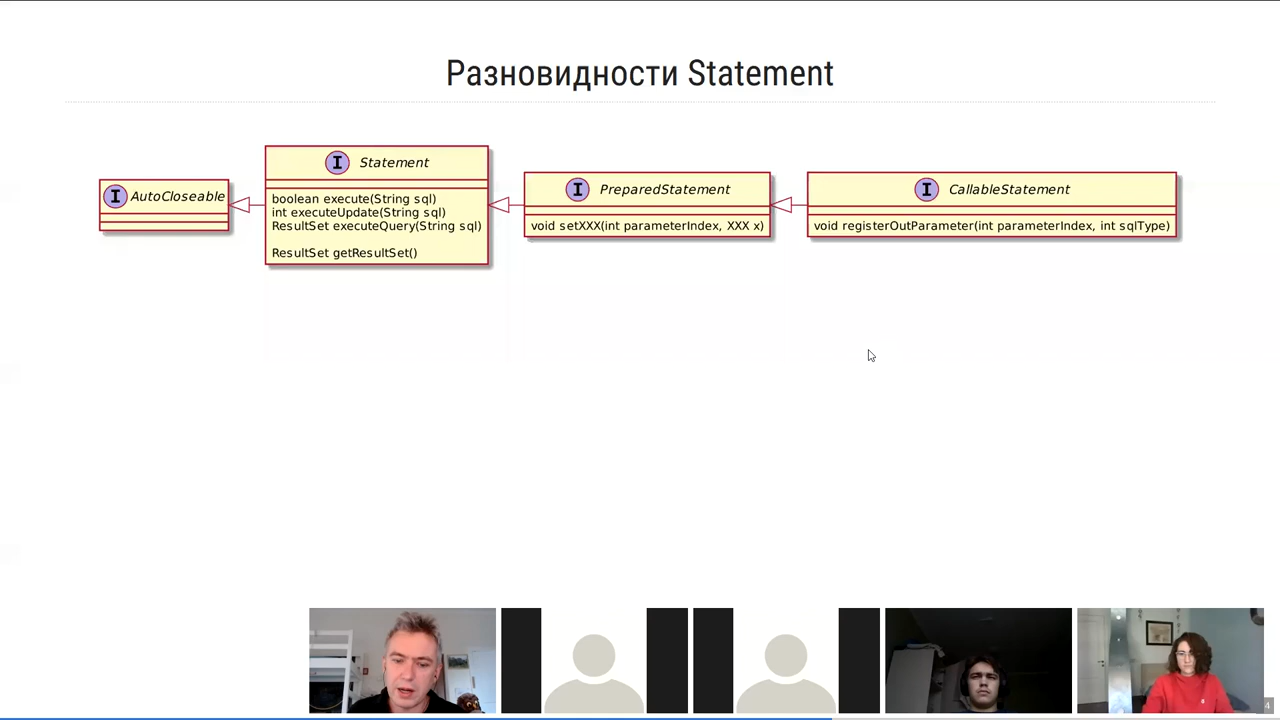 Разновидности Statement
I AutoCloseable
I Statement
boolean execute(String sql)
int executeUpdate(String sql)
ResultSet executeQuery(String sql)
ResultSet getResultSet()
I PreparedStatement
void setXXX(int parameterIndex, XXX x)
I CallableStatement
void registerOutParameter(int parameterIndex, int sqlType)
4